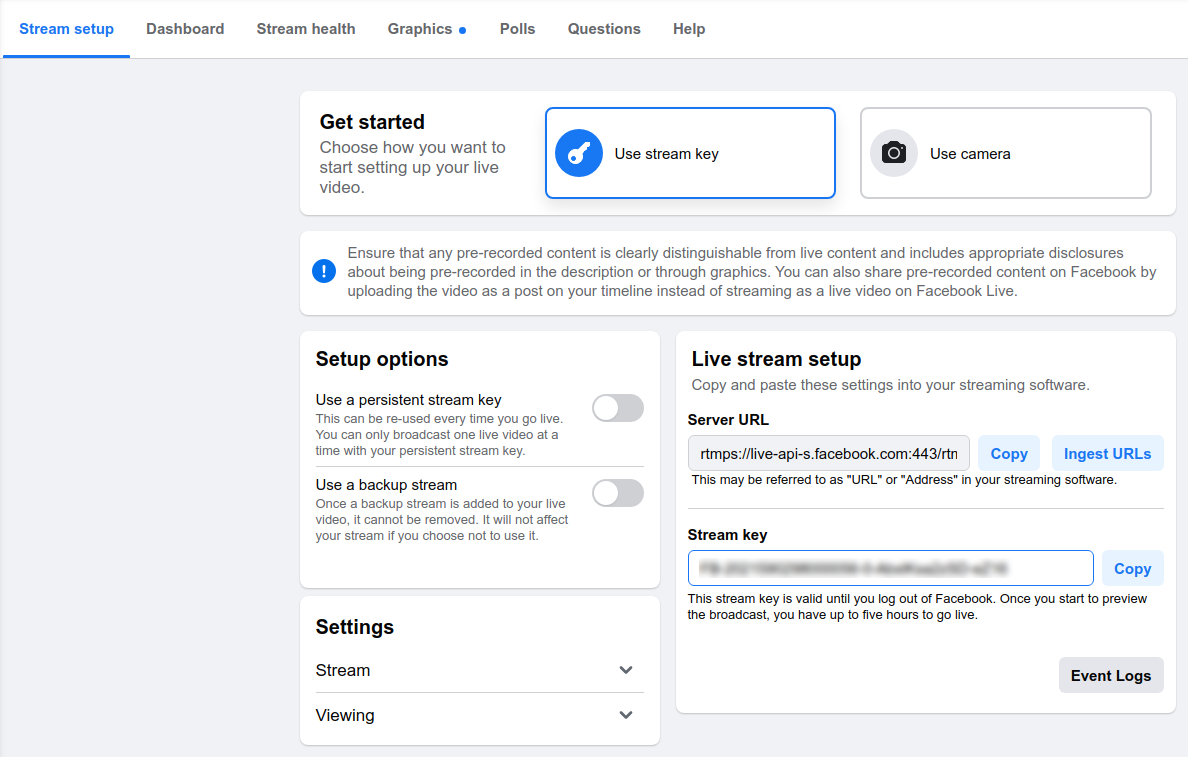 Stream setup Dashboard Stream health Graphics Polls Questions Help
Get started
Choose how you want to
start setting up your live
video.
Use stream key
Use camera
Ensure that any pre-recorded content is clearly distinguishable from live content and includes appropriate disclosures
about being pre-recorded in the description or through graphics. You can also share pre-recorded content on Facebook by
uploading the video as a post on your timeline instead of streaming as a live video on Facebook Live.
Setup options
Use a persistent stream key
This can be re-used every time you go live.
You can only broadcast one live video at a
time with your persistent stream key.
Use a backup stream
Once a backup stream is added to your live
video, it cannot be removed. It will not affect
your stream if you choose not to use it.
Settings
Stream
Viewing
Live stream setup
Copy and paste these settings into your streaming software.
Server URL
rtmps://live-api-s.facebook.com:443/rtm
Copy
Ingest URLs
This may be referred to as "URL" or "Address" in your streaming software.
Stream key
Copy
This stream key is valid until you log out of Facebook. Once you start to preview
the broadcast, you have up to five hours to go live.
Event Logs